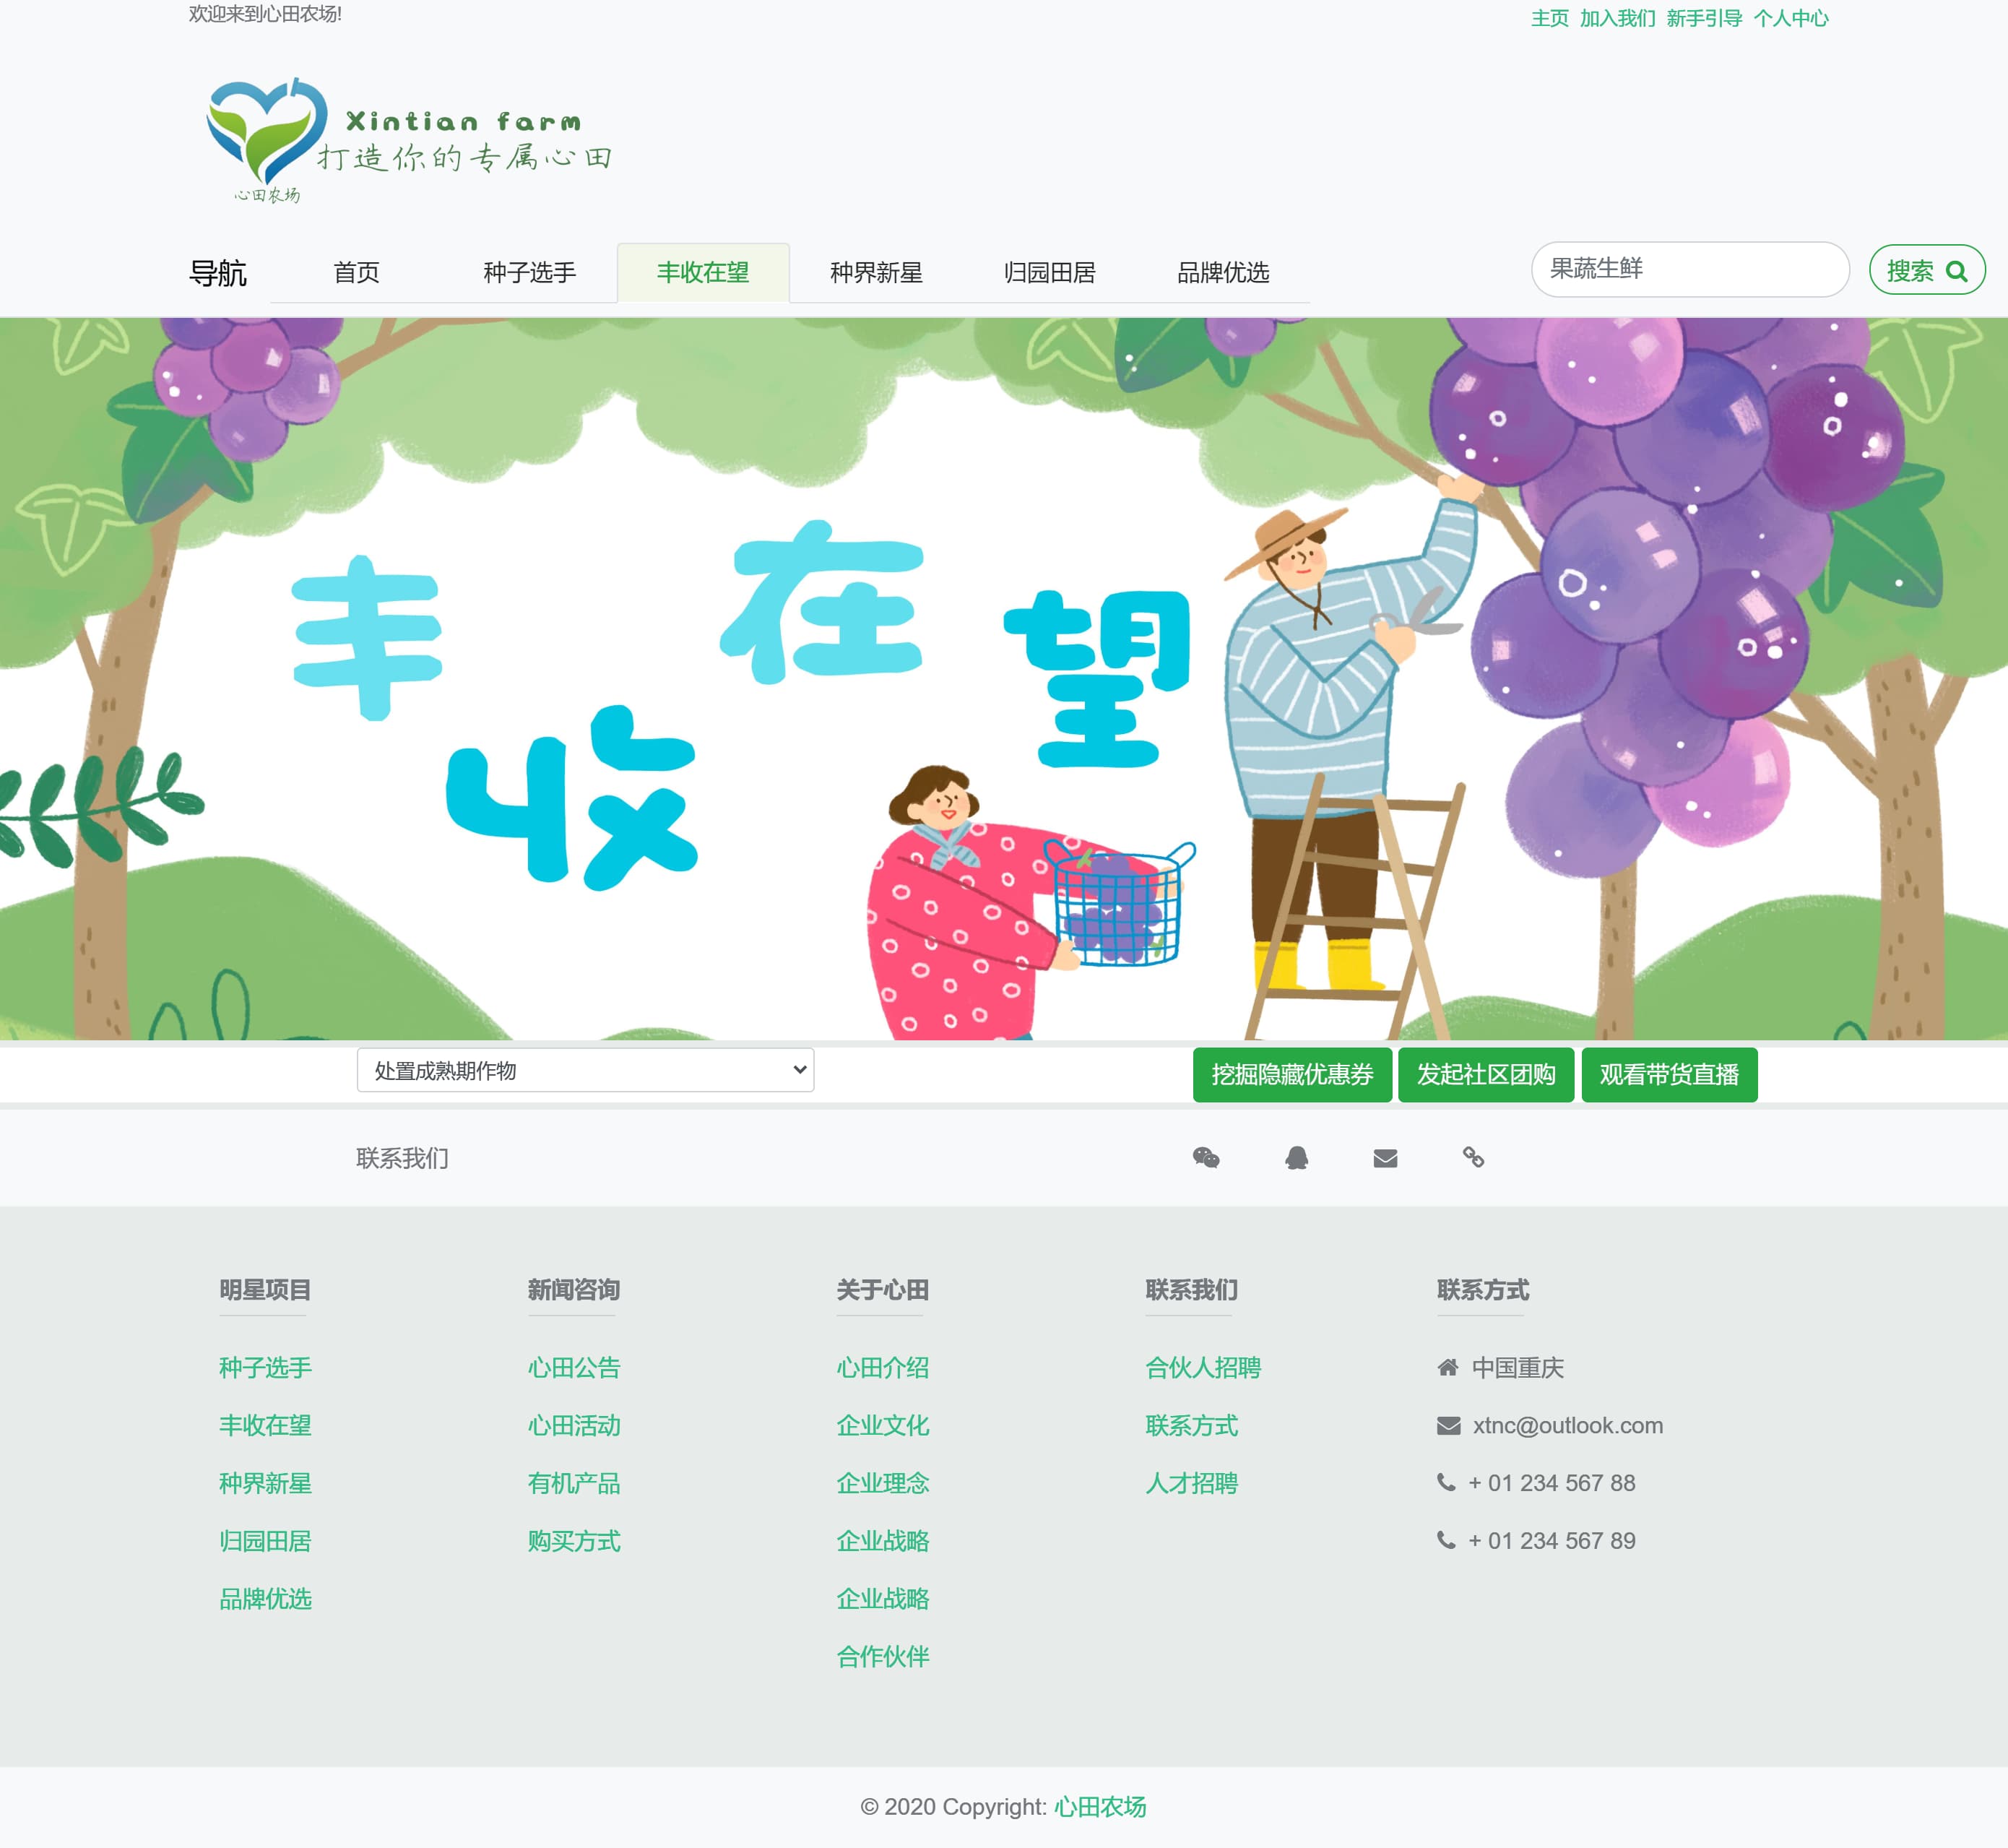 欢迎来到心田农场!
主页 加入我们 新手引导 个人中心
Xintian farm
打造你的专属心田
心田农场
导航 首页 种子选手 丰收在望 种界新星 归园田居 品牌优选 果蔬生鲜 搜索
丰收在望
处置成熟期作物 挖掘隐藏优惠券 发起社区团购 观看带货直播
联系我们
明星项目
种子选手
丰收在望
种界新星
归园田居
品牌优选
新闻咨询
心田公告
心田活动
有机产品
购买方式
关于心田
心田介绍
企业文化
企业理念
企业战略
企业战略
合作伙伴
联系我们
合伙人招聘
联系方式
人才招聘
联系方式
中国重庆
xtnc@outlook.com
+ 01 234 567 88
+ 01 234 567 89
© 2020 Copyright: 心田农场